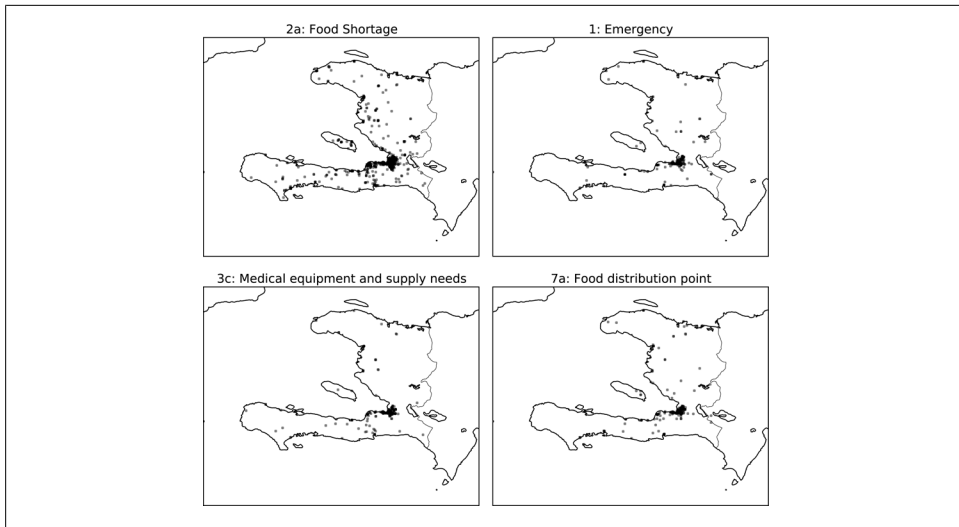 2a: Food Shortage
1: Emergency
3c: Medical equipment and supply needs
7a: Food distribution point